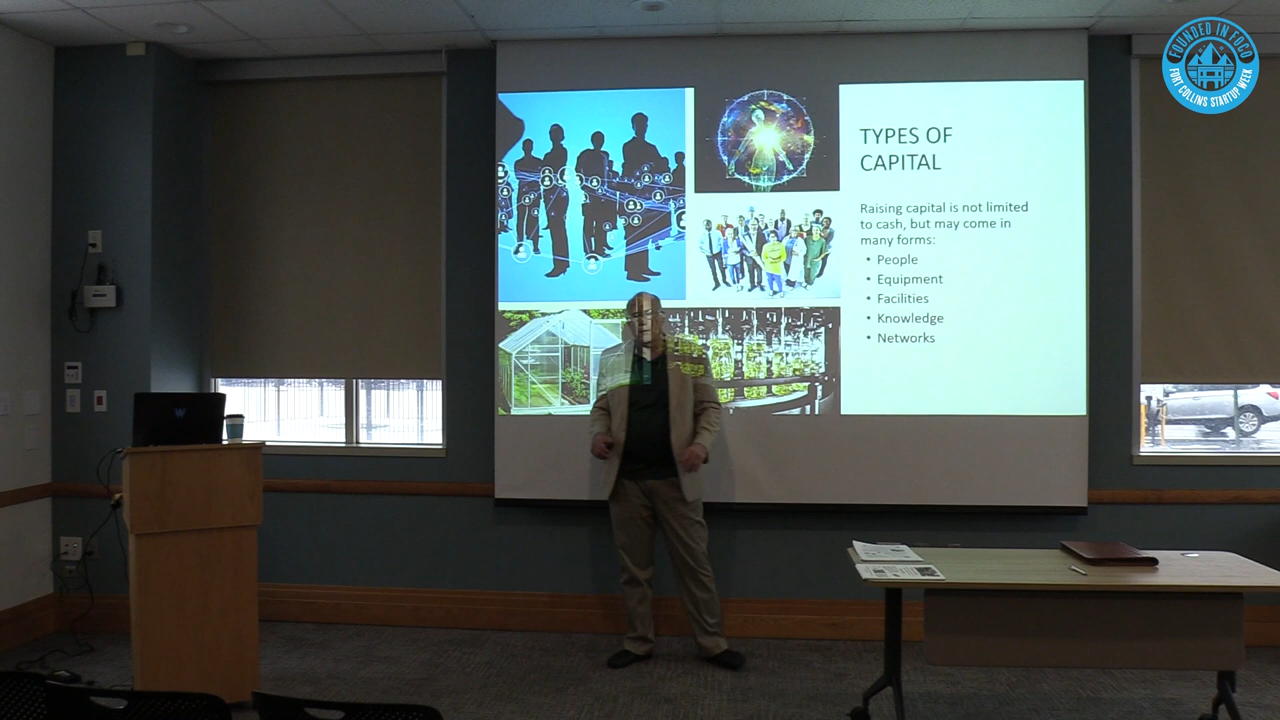 FOUNDED IN FOCO
FORT COLLINS STARTUP WEEK
TYPES OF
CAPITAL
Raising capital is not limited
to cash, but may come in
many forms:
• People
• Equipment
• Facilities
• Knowledge
• Networks
W